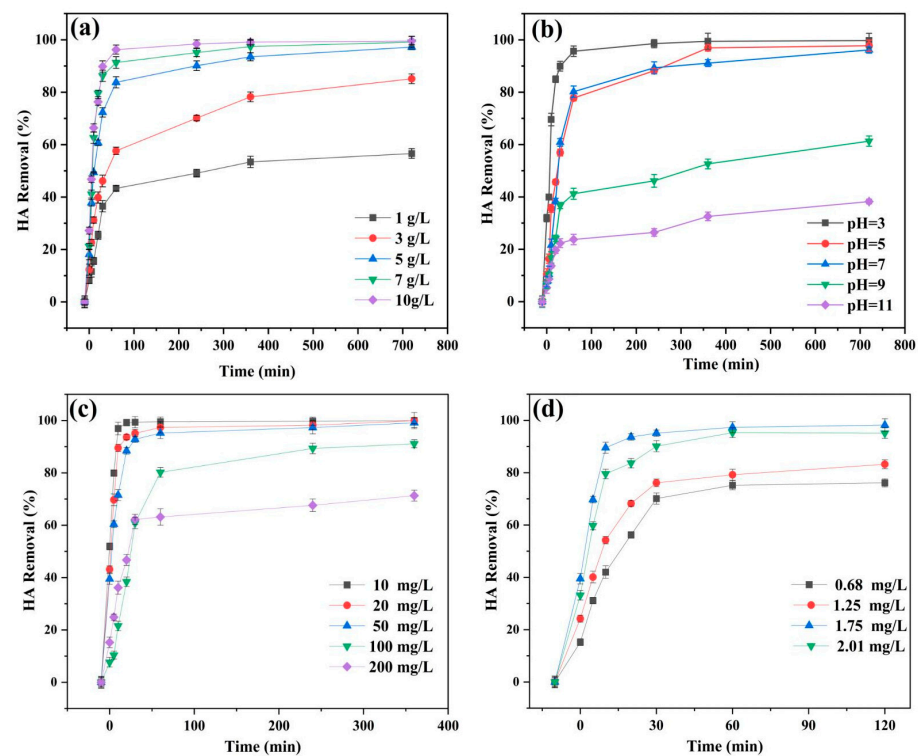 (a)
100
80
60
40
20
0
HA Removal (%)
1 g/L
3 g/L
5 g/L
7 g/L
10g/L
0 100 200 300 400 500 600 700 800
Time (min)
(b)
100
80
60
40
20
0
HA Removal (%)
pH=3
pH=5
pH=7
pH=9
pH=11
0 100 200 300 400 500 600 700 800
Time (min)
(c)
100
80
60
40
20
0
HA Removal (%)
10 mg/L
20 mg/L
50 mg/L
100 mg/L
200 mg/L
0 50 100 150 200 250 300 350 400
Time (min)
(d)
100
80
60
40
20
0
HA Removal (%)
0.68 mg/L
1.25 mg/L
1.75 mg/L
2.01 mg/L
0 30 60 90 120
Time (min)